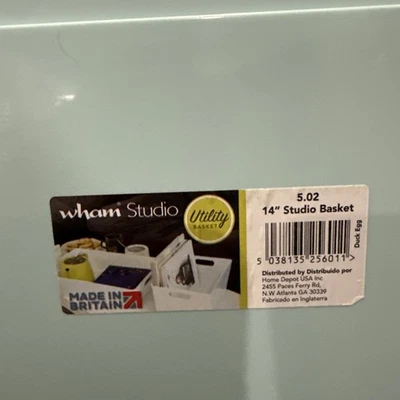 wham Studio
Utility
BASKET
MADE IN
BRITAIN
5.02
14" Studio Basket
Duck Egg
5 038135 256011 >
Distributed by Distribuido por
Home Depot USA Inc
2455 Paces Ferry Rd,
N.W Atlanta GA 30339
Fabricado en Inglaterra